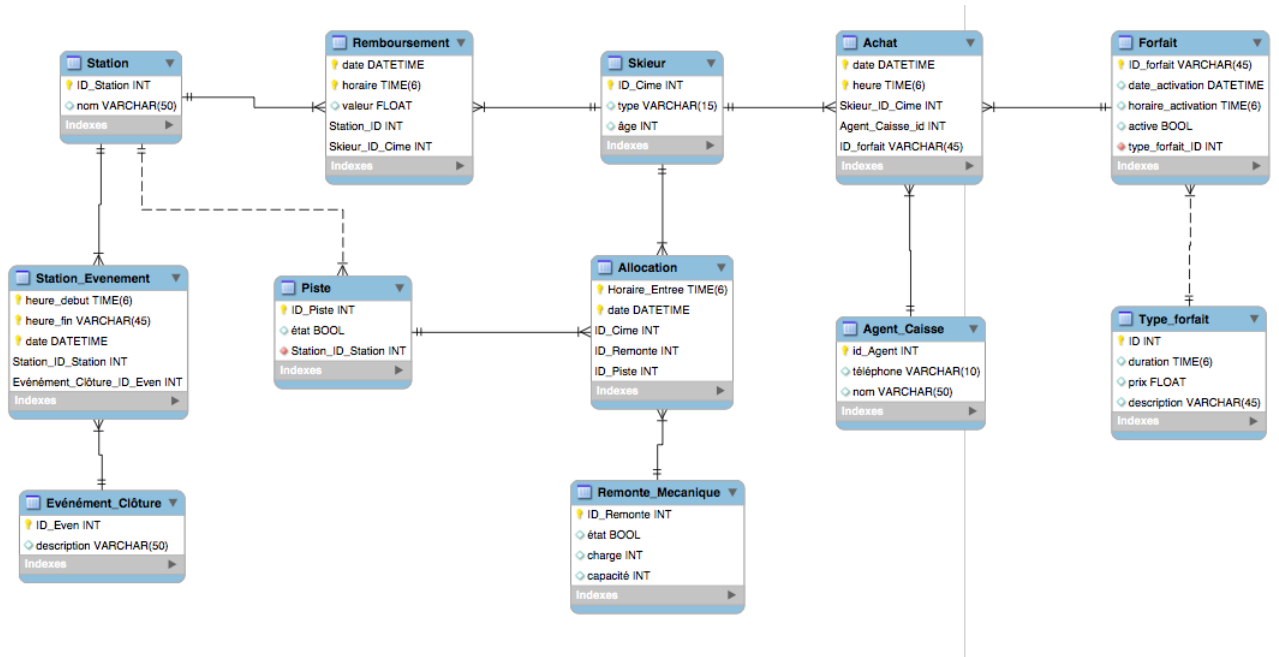 Station
ID_Station INT
nom VARCHAR(50)
Indexes
Remboursement
date DATETIME
horaire TIME(6)
valeur FLOAT
Station_ID INT
Skieur_ID_Cime INT
Indexes
Skieur
ID_Cime INT
type VARCHAR(15)
âge INT
Indexes
Achat
date DATETIME
heure TIME(6)
Skieur_ID_Cime INT
Agent_Caisse_id INT
ID_forfait VARCHAR(45)
Indexes
Forfait
ID_forfait VARCHAR(45)
date_activation DATETIME
horaire_activation TIME(6)
active BOOL
type_forfait_ID INT
Indexes
Station_Evenement
heure_debut TIME(6)
heure_fin VARCHAR(45)
date DATETIME
Station_ID_Station INT
Evénément_Clôture_ID_Even INT
Indexes
Piste
ID_Piste INT
état BOOL
Station_ID_Station INT
Indexes
Allocation
Horaire_Entree TIME(6)
date DATETIME
ID_Cime INT
ID_Remonte INT
ID_Piste INT
Indexes
Agent_Caisse
id_Agent INT
téléphone VARCHAR(10)
nom VARCHAR(50)
Indexes
Type_forfait
ID INT
duration TIME(6)
prix FLOAT
description VARCHAR(45)
Indexes
Evénément_Clôture
ID_Even INT
description VARCHAR(50)
Indexes
Remonte_Mecanique
ID_Remonte INT
état BOOL
charge INT
capacité INT
Indexes